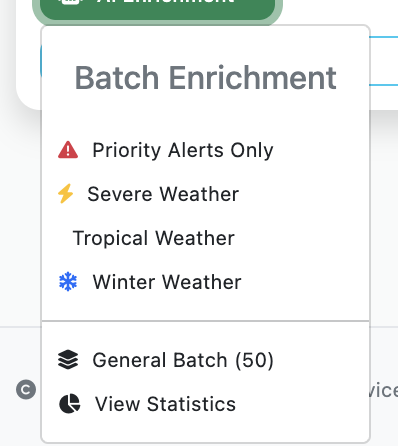 AI Enrichment
Batch Enrichment
Priority Alerts Only
Severe Weather
Tropical Weather
Winter Weather
General Batch (50)
View Statistics